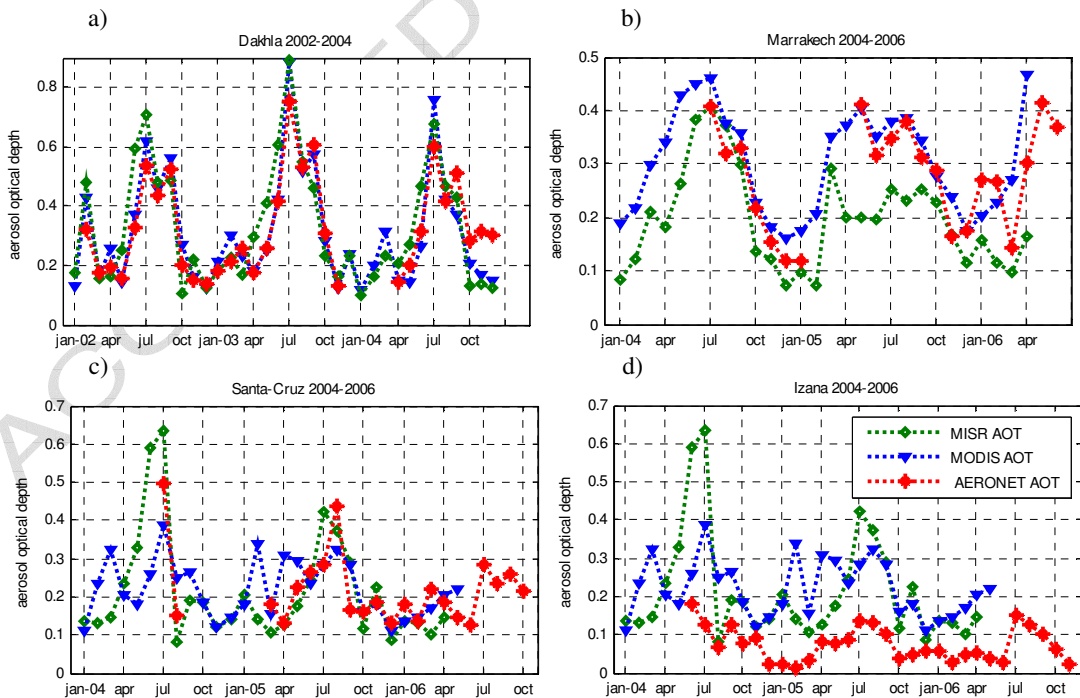 a)
Dakhla 2002-2004
aerosol optical depth
0.8
0.6
0.4
0.2
0
jan-02 apr jul oct jan-03 apr jul oct jan-04 apr jul oct
b)
Marrakech 2004-2006
aerosol optical depth
0.5
0.4
0.3
0.2
0.1
0
jan-04 apr jul oct jan-05 apr jul oct jan-06 apr
c)
Santa-Cruz 2004-2006
aerosol optical depth
0.7
0.6
0.5
0.4
0.3
0.2
0.1
0
jan-04 apr jul oct jan-05 apr jul oct jan-06 apr jul oct
d)
Izana 2004-2006
aerosol optical depth
0.7
0.6
0.5
0.4
0.3
0.2
0.1
0
jan-04 apr jul oct jan-05 apr jul oct jan-06 apr jul oct
MISR AOT
MODIS AOT
AERONET AOT